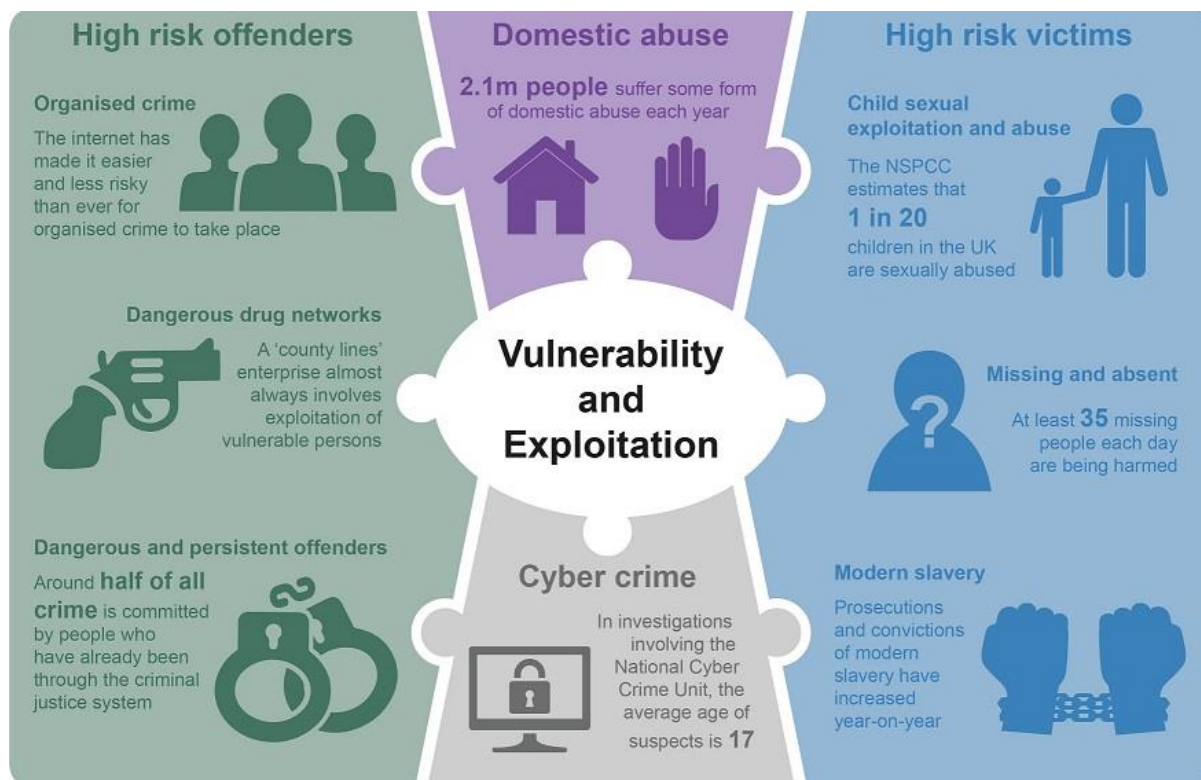 High risk offenders
Organised crime
The internet has
made it easier
and less risky
than ever for
organised crime to take place
Dangerous drug networks
A ‘county lines’
enterprise almost
always involves
exploitation of
vulnerable persons
Dangerous and persistent offenders
Around half of all
crime is committed
by people who
have already been
through the criminal
justice system
Domestic abuse
2.1m people suffer some form
of domestic abuse each year
Vulnerability
and
Exploitation
Cyber crime
In investigations
involving the
National Cyber
Crime Unit, the
average age of
suspects is 17
High risk victims
Child sexual
exploitation and abuse
The NSPCC
estimates that
1 in 20
children in the UK
are sexually abused
?
Missing and absent
At least 35 missing
people each day
are being harmed
Modern slavery
Prosecutions
and convictions
of modern
slavery have
increased
year-on-year